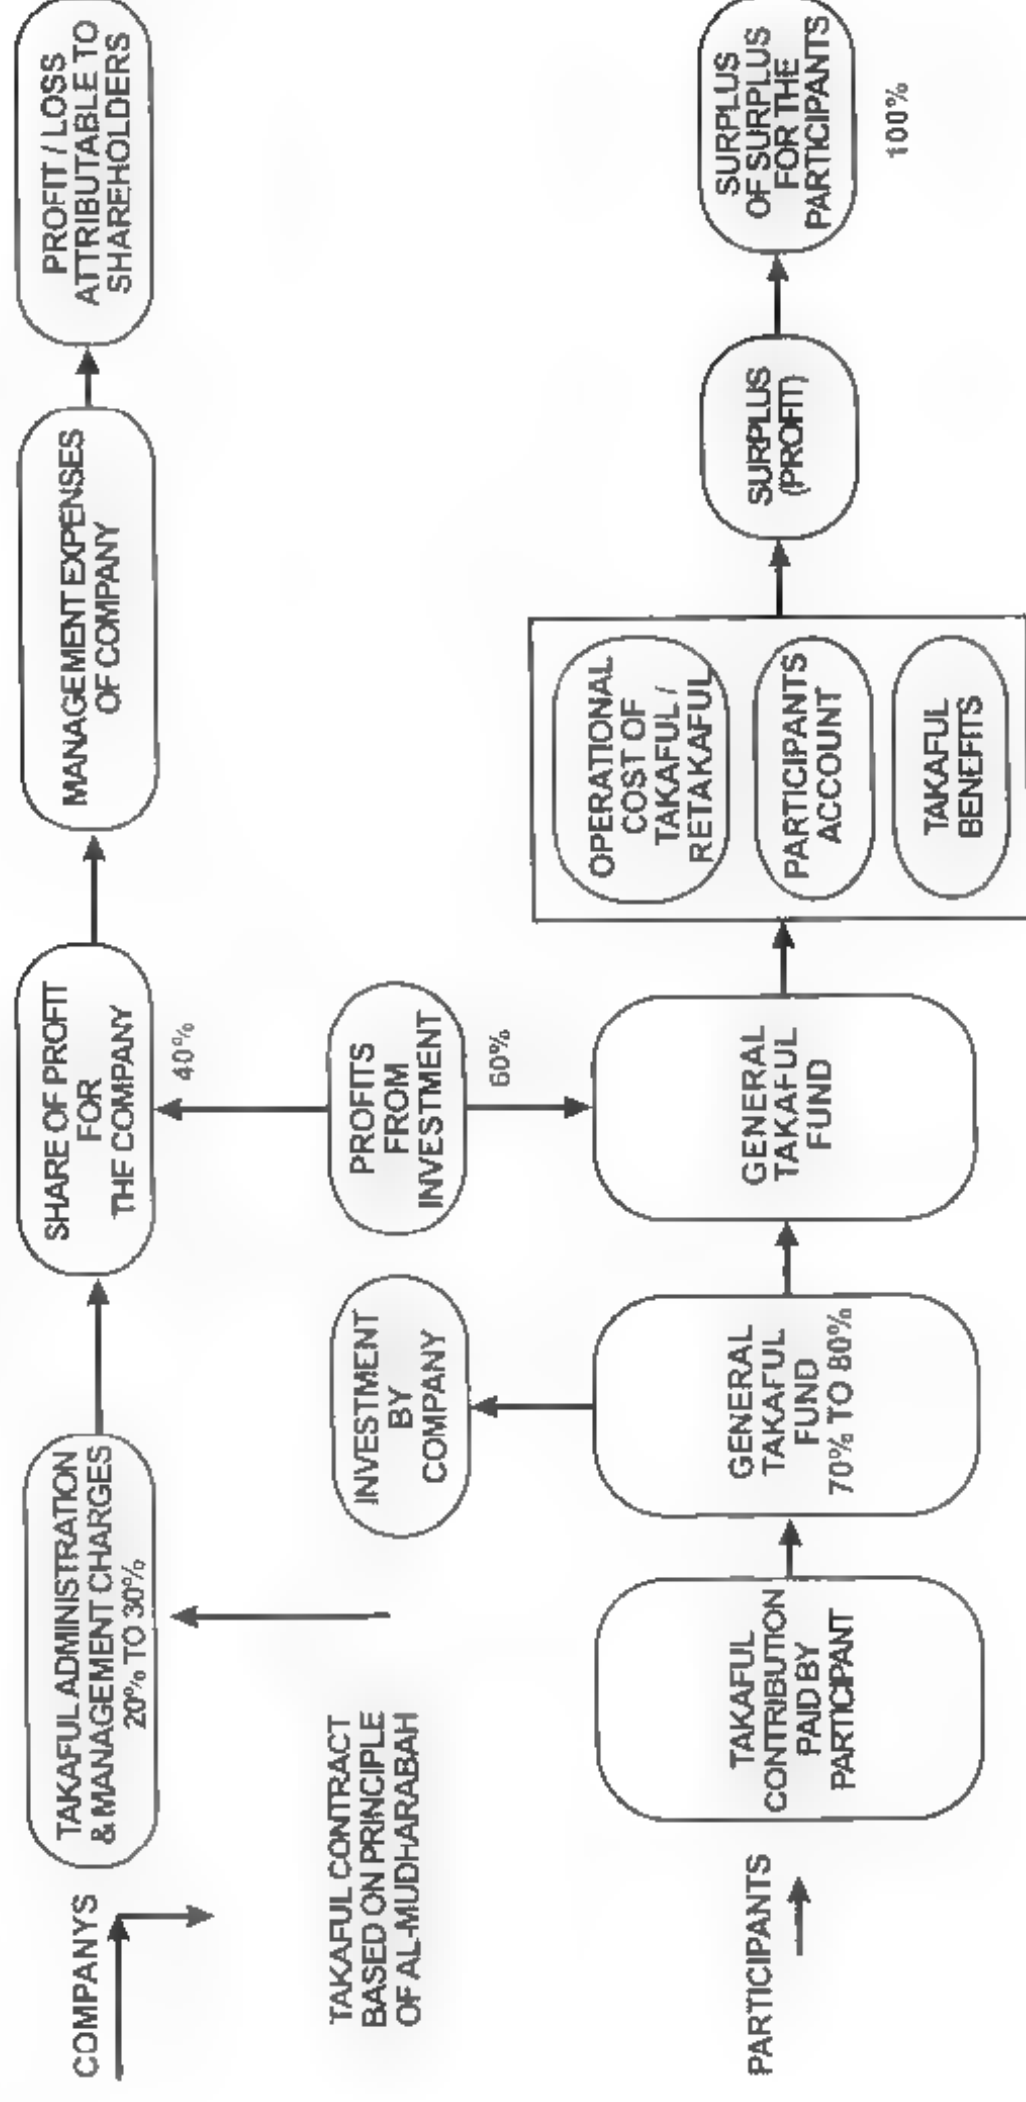 COMPANYS
TAKAFUL ADMINISTRATION
& MANAGEMENT CHARGES
20% TO 30%
SHARE OF PROFIT
FOR
THE COMPANY
40%
MANAGEMENT EXPENSES
OF COMPANY
PROFIT / LOSS
ATTRIBUTABLE TO
SHAREHOLDERS
TAKAFUL CONTRACT
BASED ON PRINCIPLE
OF AL-MUDHARABAH
INVESTMENT
BY
COMPANY
PROFITS
FROM
INVESTMENT
60%
PARTICIPANTS
TAKAFUL
CONTRIBUTION
PAID BY
PARTICIPANT
GENERAL
TAKAFUL
FUND
70% TO 80%
GENERAL
TAKAFUL
FUND
OPERATIONAL
COST OF
TAKAFUL /
RETAKAFUL
PARTICIPANTS
ACCOUNT
TAKAFUL
BENEFITS
SURPLUS
(PROFIT)
SURPLUS
OF SURPLUS
FOR THE
PARTICIPANTS
100%